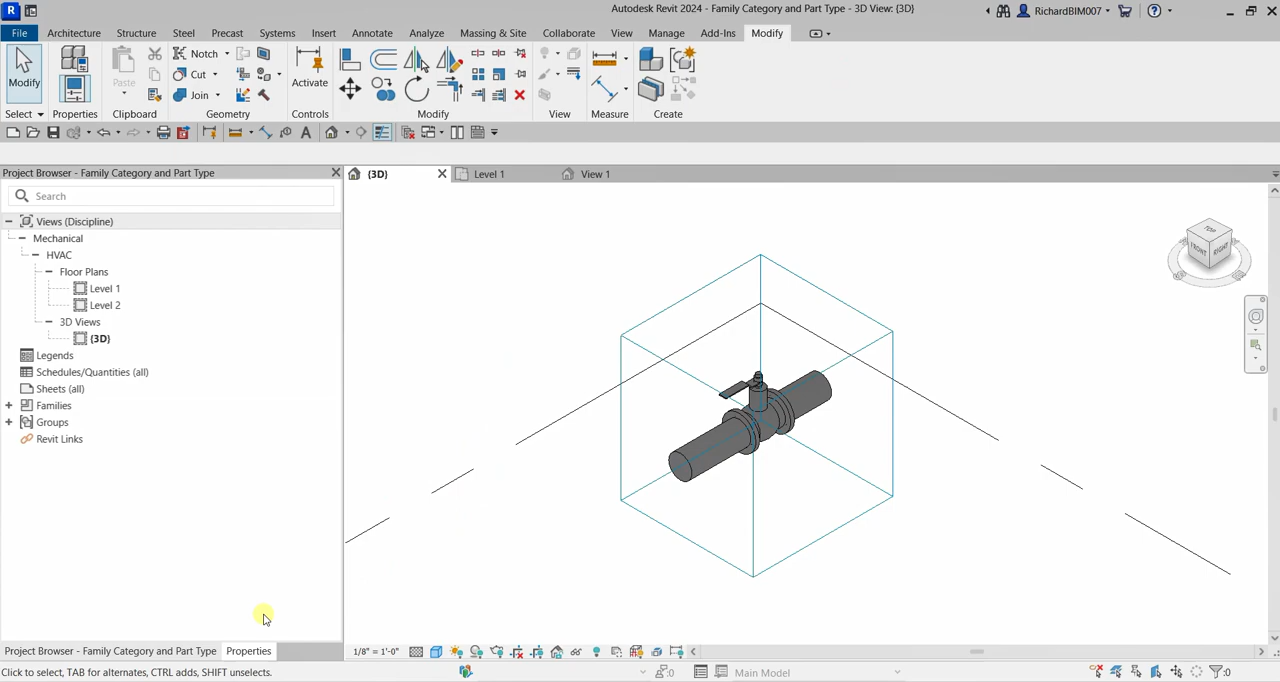 R
Autodesk Revit 2024 - Family Category and Part Type - 3D View: {3D}
RichardBIM007
File Architecture Structure Steel Precast Systems Insert Annotate Analyze Massing & Site Collaborate View Manage Add-Ins Modify
Modify
Paste
Notch
Cut
Join
Activate
Select Properties Clipboard Geometry Controls Modify View Measure Create
Project Browser - Family Category and Part Type
{3D} Level 1 View 1
Search
Views (Discipline)
Mechanical
HVAC
Floor Plans
Level 1
Level 2
3D Views
{3D}
Legends
Schedules/Quantities (all)
Sheets (all)
Families
Groups
Revit Links
TOP
FRONT
RIGHT
Project Browser - Family Category and Part Type Properties
1/8" = 1'-0"
Click to select, TAB for alternates, CTRL adds, SHIFT unselects.
:0
Main Model
:0